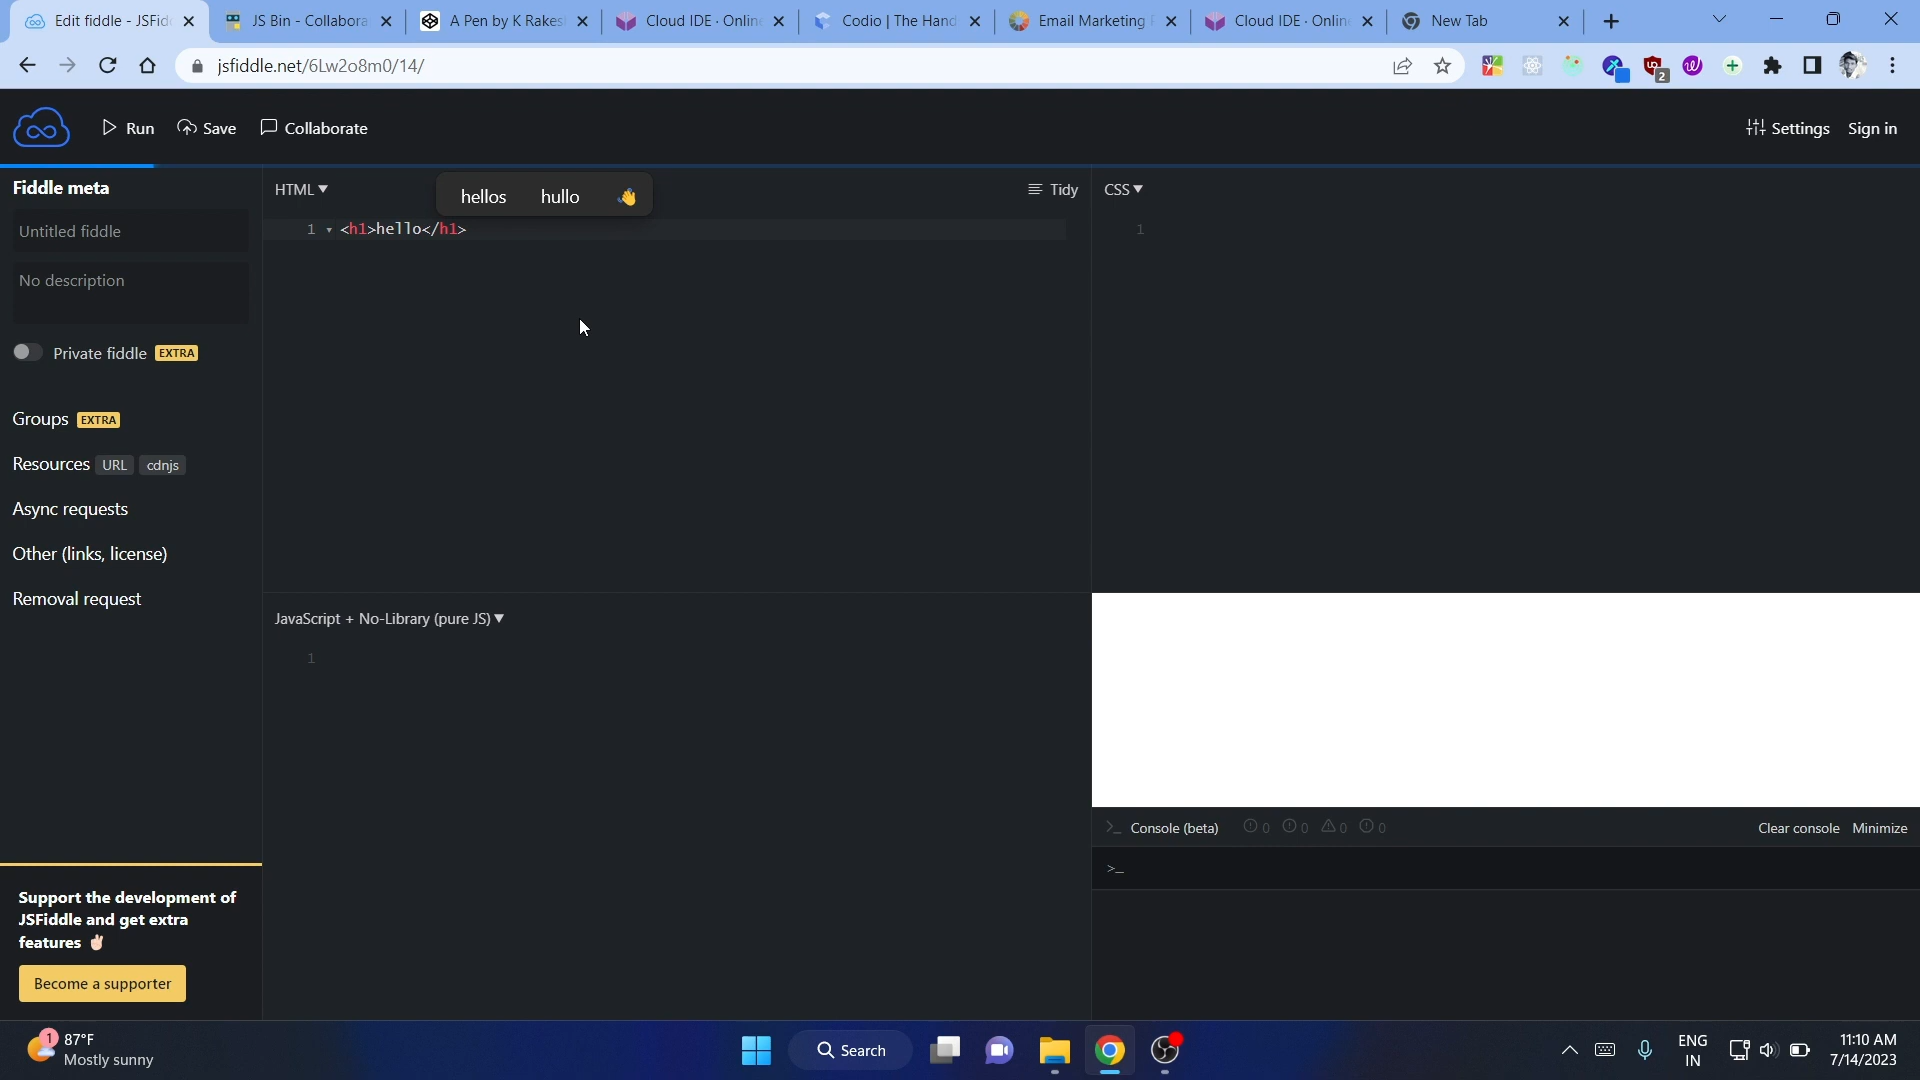 Edit fiddle - JSFid
JS Bin - Collabora
A Pen by K Rakes
Cloud IDE · Onlin
Codio | The Hand
Email Marketing
Cloud IDE · Onlin
New Tab
jsfiddle.net/6Lw2o8m0/14/
2
Run
Save
Collaborate
Settings
Sign in
Fiddle meta
Untitled fiddle
No description
Private fiddle EXTRA
Groups EXTRA
Resources URL cdnjs
Async requests
Other (links, license)
Removal request
HTML ▼
hellos hullo 👋
Tidy
1 <h1>hello</h1>
CSS ▼
1
JavaScript + No-Library (pure JS) ▼
1
>_ Console (beta) 0 0 0 0
Clear console Minimize
>_
Support the development of
JSFiddle and get extra
features ✌🏻
Become a supporter
1
87°F
Mostly sunny
Search
ENG
IN
11:10 AM
7/14/2023